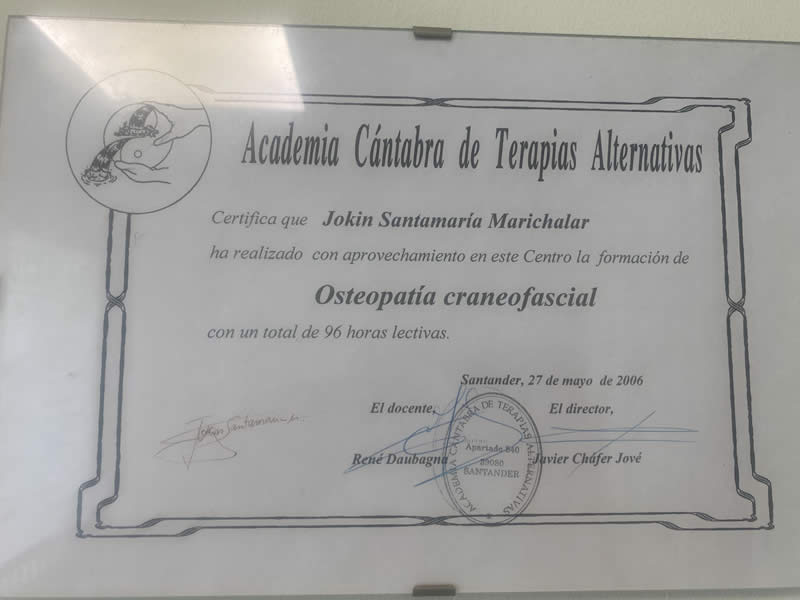 Academia Cántabra de Terapias Alternativas
Certifica que Jokin Santamaría Marichalar
ha realizado con aprovechamiento en este Centro la formación de
Osteopatía craneofascial
con un total de 96 horas lectivas.
Santander, 27 de mayo de 2006
El docente, El director,
Jokin Santamaria
René Daubagna Javier Cháfer Jové
ACADEMIA CÁNTABRA DE TERAPIAS ALTERNATIVAS
Apartado 840
39080
SANTANDER